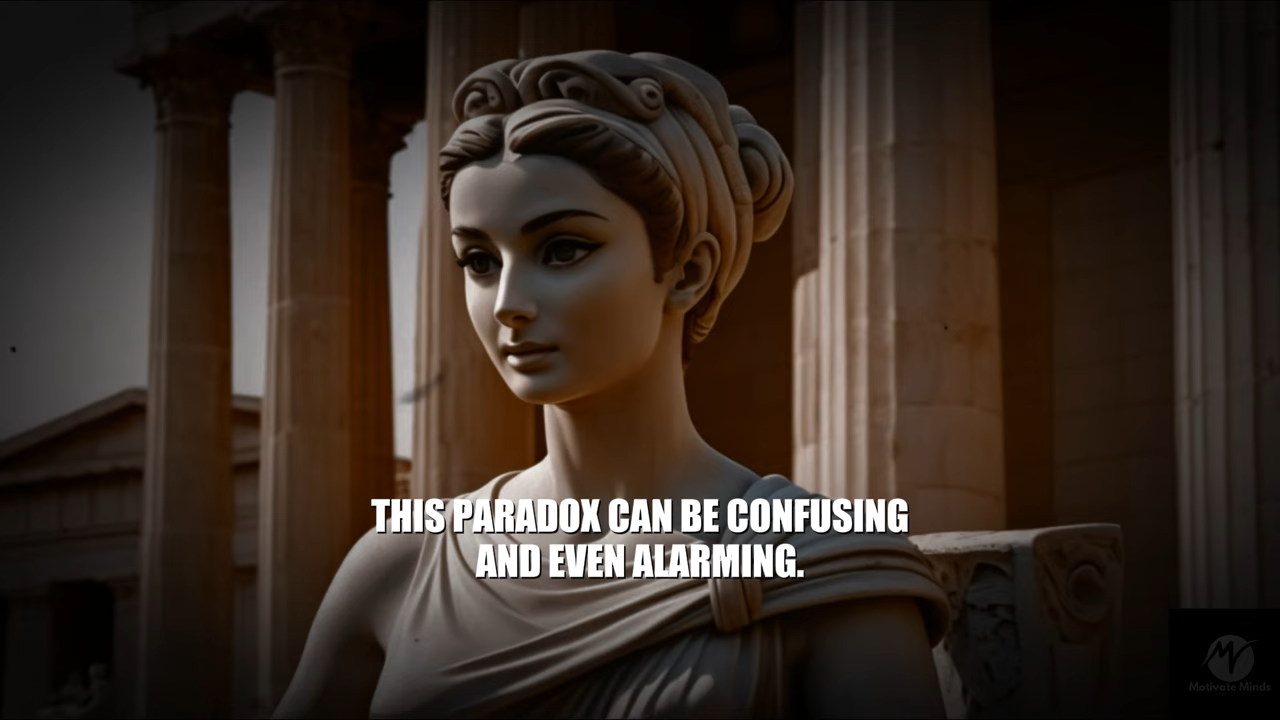 THIS PARADOX CAN BE CONFUSING
AND EVEN ALARMING.
Motivate Minds